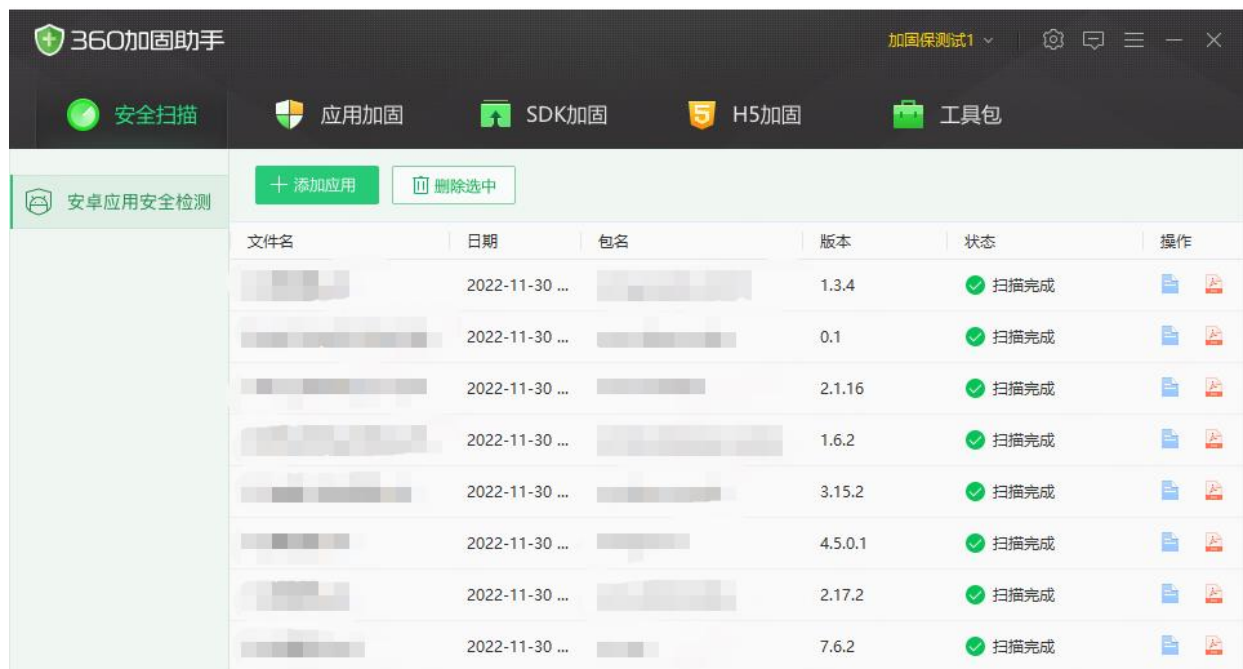 360加固助手
加固保测试1
安全扫描 应用加固 SDK加固 H5加固 工具包
安卓应用安全检测
添加应用 删除选中
文件名 日期 包名 版本 状态 操作
2022-11-30 ... 1.3.4 扫描完成
2022-11-30 ... 0.1 扫描完成
2022-11-30 ... 2.1.16 扫描完成
2022-11-30 ... 1.6.2 扫描完成
2022-11-30 ... 3.15.2 扫描完成
2022-11-30 ... 4.5.0.1 扫描完成
2022-11-30 ... 2.17.2 扫描完成
2022-11-30 ... 7.6.2 扫描完成